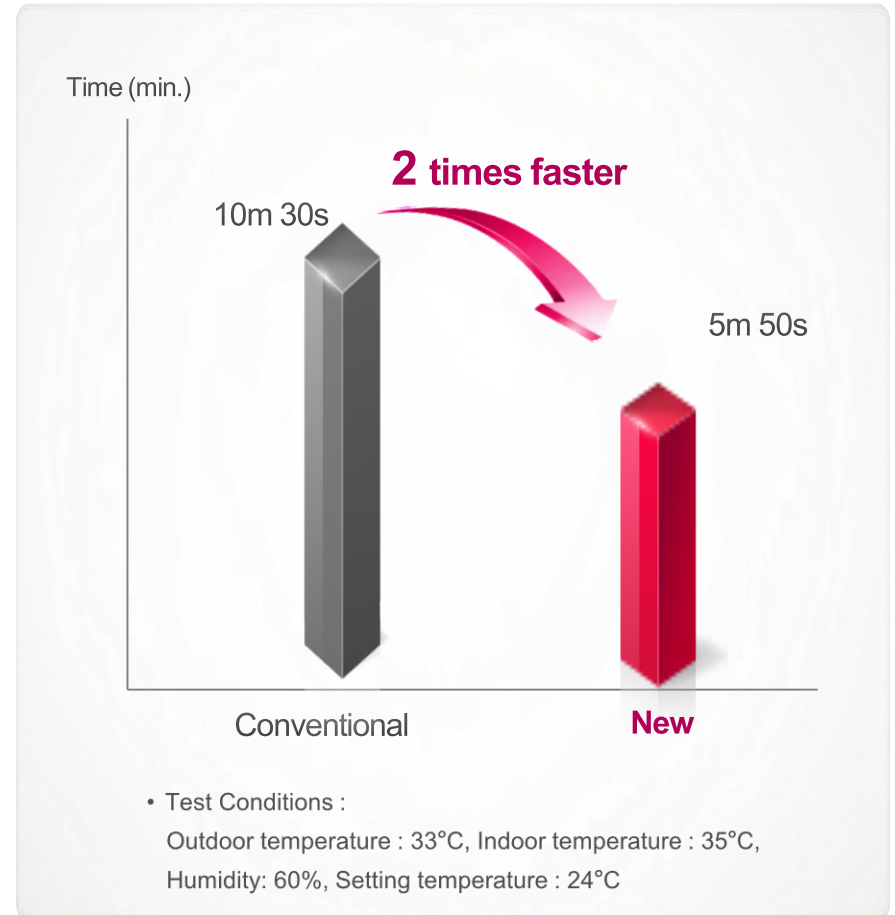 Time (min.)
2 times faster
10m 30s
5m 50s
Conventional
New
• Test Conditions :
Outdoor temperature : 33°C, Indoor temperature : 35°C,
Humidity: 60%, Setting temperature : 24°C